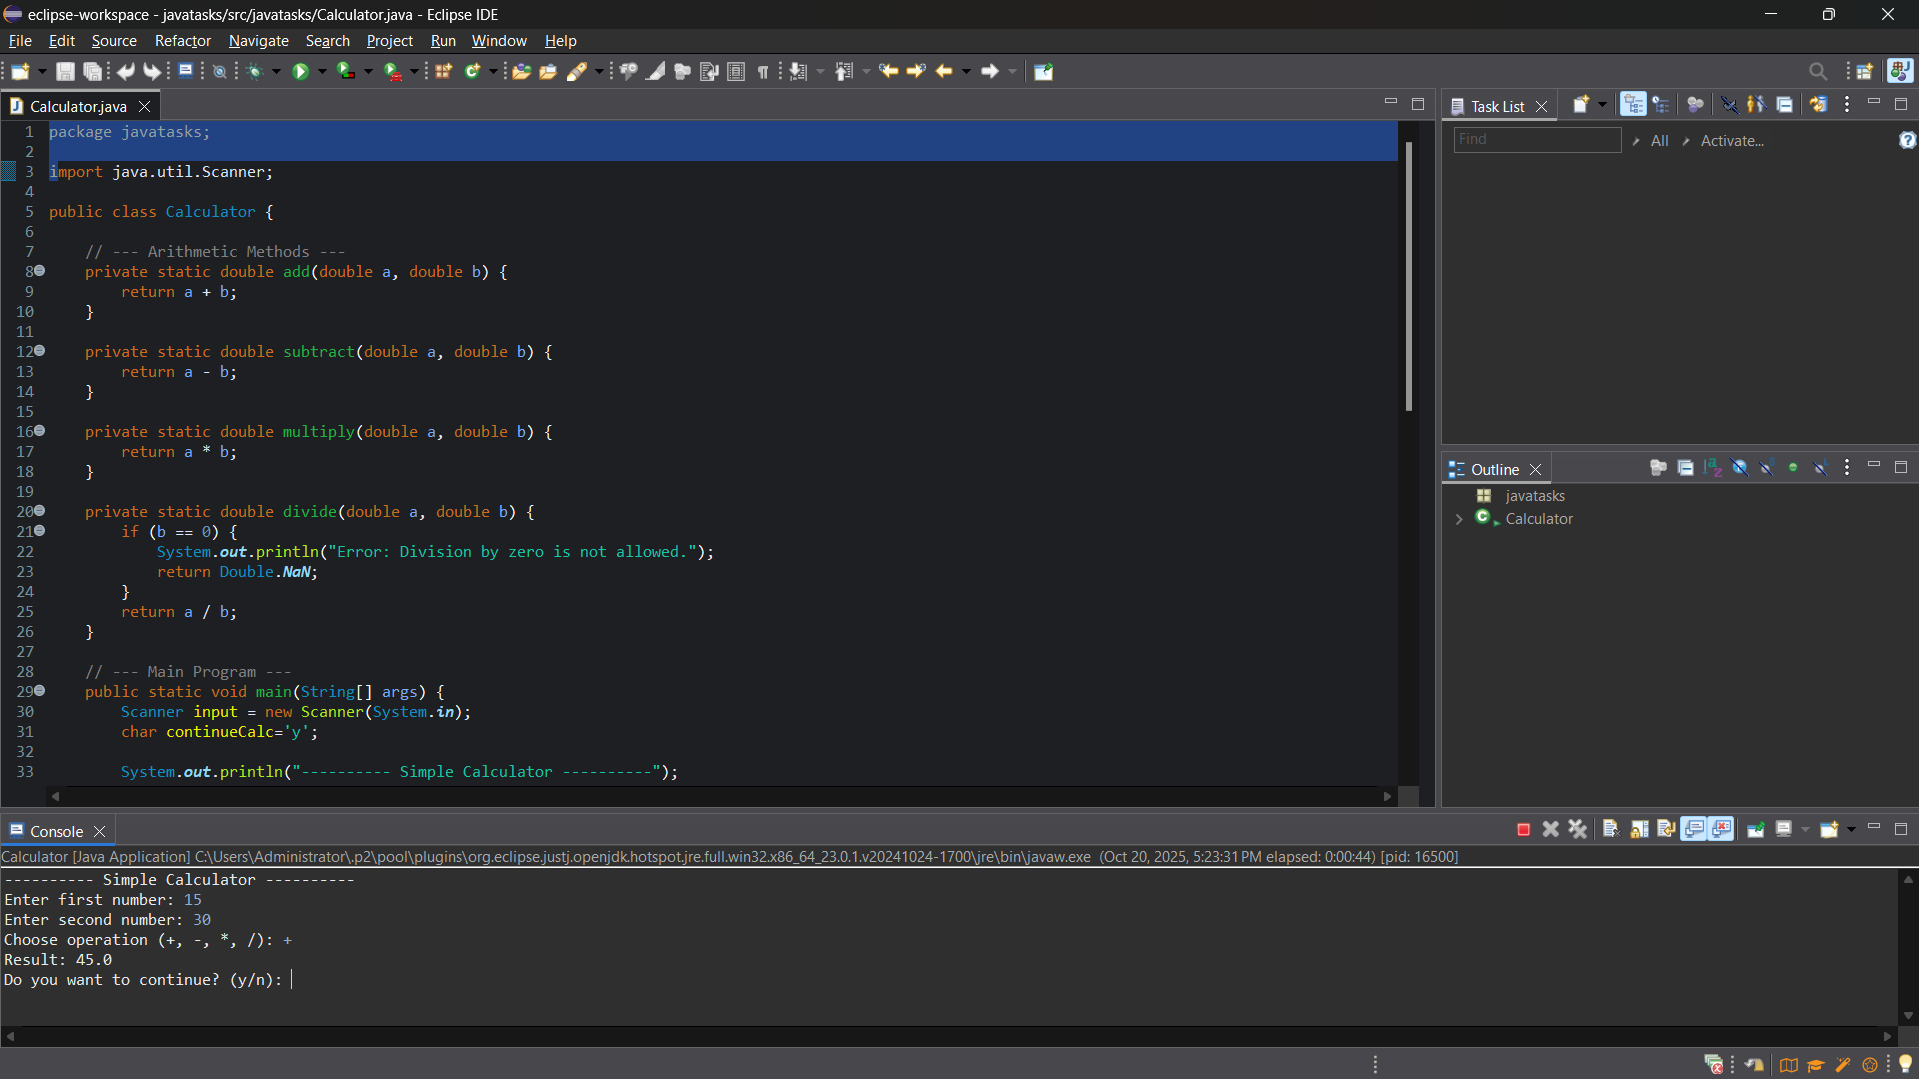 eclipse-workspace - javatasks/src/javatasks/Calculator.java - Eclipse IDE
File Edit Source Refactor Navigate Search Project Run Window Help
Calculator.java
1 package javatasks;
2
3 import java.util.Scanner;
4
5 public class Calculator {
6
7 // --- Arithmetic Methods ---
8 private static double add(double a, double b) {
9 return a + b;
10 }
11
12 private static double subtract(double a, double b) {
13 return a - b;
14 }
15
16 private static double multiply(double a, double b) {
17 return a * b;
18 }
19
20 private static double divide(double a, double b) {
21 if (b == 0) {
22 System.out.println("Error: Division by zero is not allowed.");
23 return Double.NaN;
24 }
25 return a / b;
26 }
27
28 // --- Main Program ---
29 public static void main(String[] args) {
30 Scanner input = new Scanner(System.in);
31 char continueCalc='y';
32
33 System.out.println("---------- Simple Calculator ----------");
Task List
Find All Activate...
Outline
javatasks
Calculator
Console
Calculator [Java Application] C:\Users\Administrator\.p2\pool\plugins\org.eclipse.justj.openjdk.hotspot.jre.full.win32.x86_64_23.0.1.v20241024-1700\jre\bin\javaw.exe (Oct 20, 2025, 5:23:31 PM elapsed: 0:00:44) [pid: 16500]
---------- Simple Calculator ----------
Enter first number: 15
Enter second number: 30
Choose operation (+, -, *, /): +
Result: 45.0
Do you want to continue? (y/n):